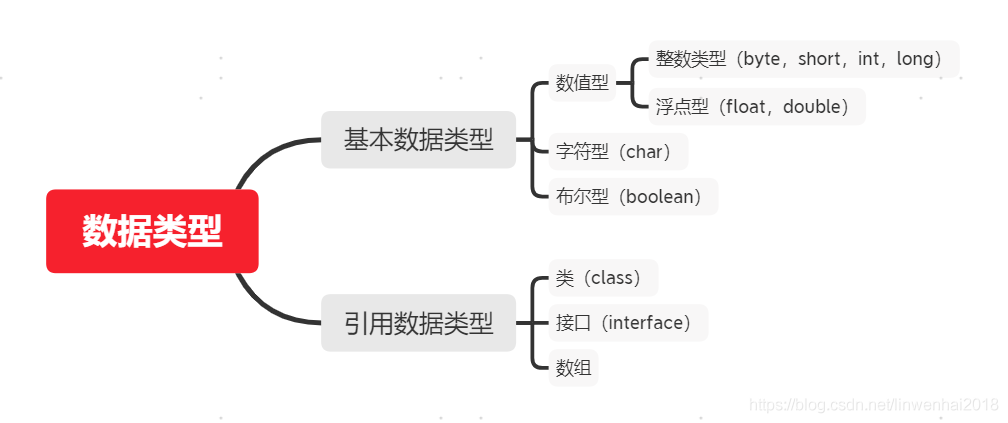 数据类型
基本数据类型
数值型
整数类型（byte，short，int，long）
浮点型（float，double）
字符型（char）
布尔型（boolean）
引用数据类型
类（class）
接口（interface）
数组
https://blog.csdn.net/linwenhai2018